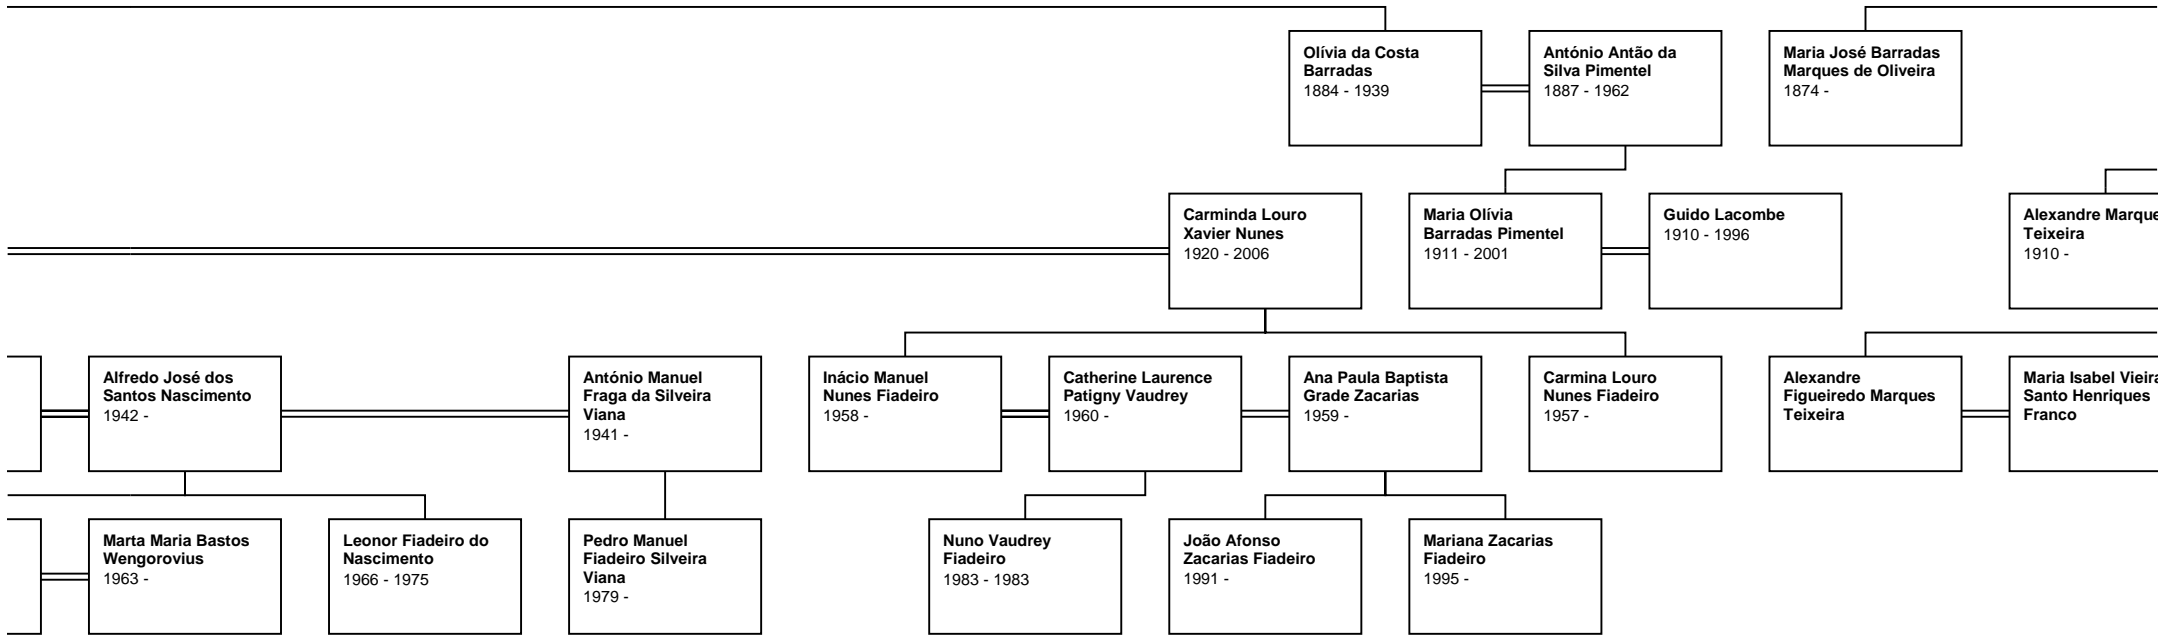 Olívia da Costa
Barradas
1884 - 1939
António Antão da
Silva Pimentel
1887 - 1962
Maria José Barradas
Marques de Oliveira
1874 -
Carminda Louro
Xavier Nunes
1920 - 2006
Maria Olívia
Barradas Pimentel
1911 - 2001
Guido Lacombe
1910 - 1996
Alexandre Marque
Teixeira
1910 -
Alfredo José dos
Santos Nascimento
1942 -
António Manuel
Fraga da Silveira
Viana
1941 -
Inácio Manuel
Nunes Fiadeiro
1958 -
Catherine Laurence
Patigny Vaudrey
1960 -
Ana Paula Baptista
Grade Zacarias
1959 -
Carmina Louro
Nunes Fiadeiro
1957 -
Alexandre
Figueiredo Marques
Teixeira
Maria Isabel Vieira
Santo Henriques
Franco
Marta Maria Bastos
Wengorovius
1963 -
Leonor Fiadeiro do
Nascimento
1966 - 1975
Pedro Manuel
Fiadeiro Silveira
Viana
1979 -
Nuno Vaudrey
Fiadeiro
1983 - 1983
João Afonso
Zacarias Fiadeiro
1991 -
Mariana Zacarias
Fiadeiro
1995 -